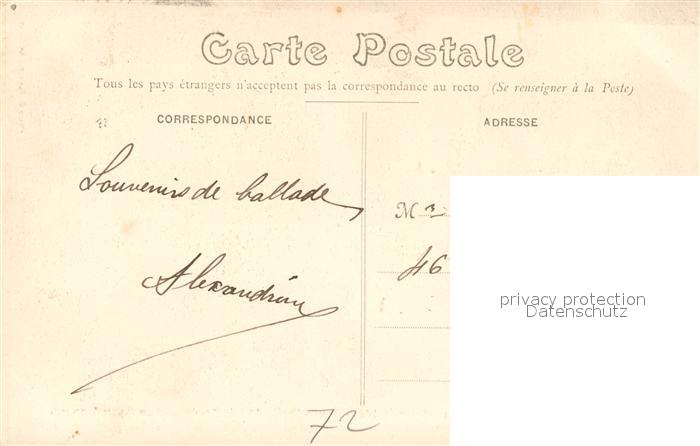 Carte Postale
Tous les pays étrangers n'acceptent pas la correspondance au recto (Se renseigner à la Poste)
CORRESPONDANCE
ADRESSE
Souvenirs de ballade
Alexandrine
M
46
privacy protection
Datenschutz
72